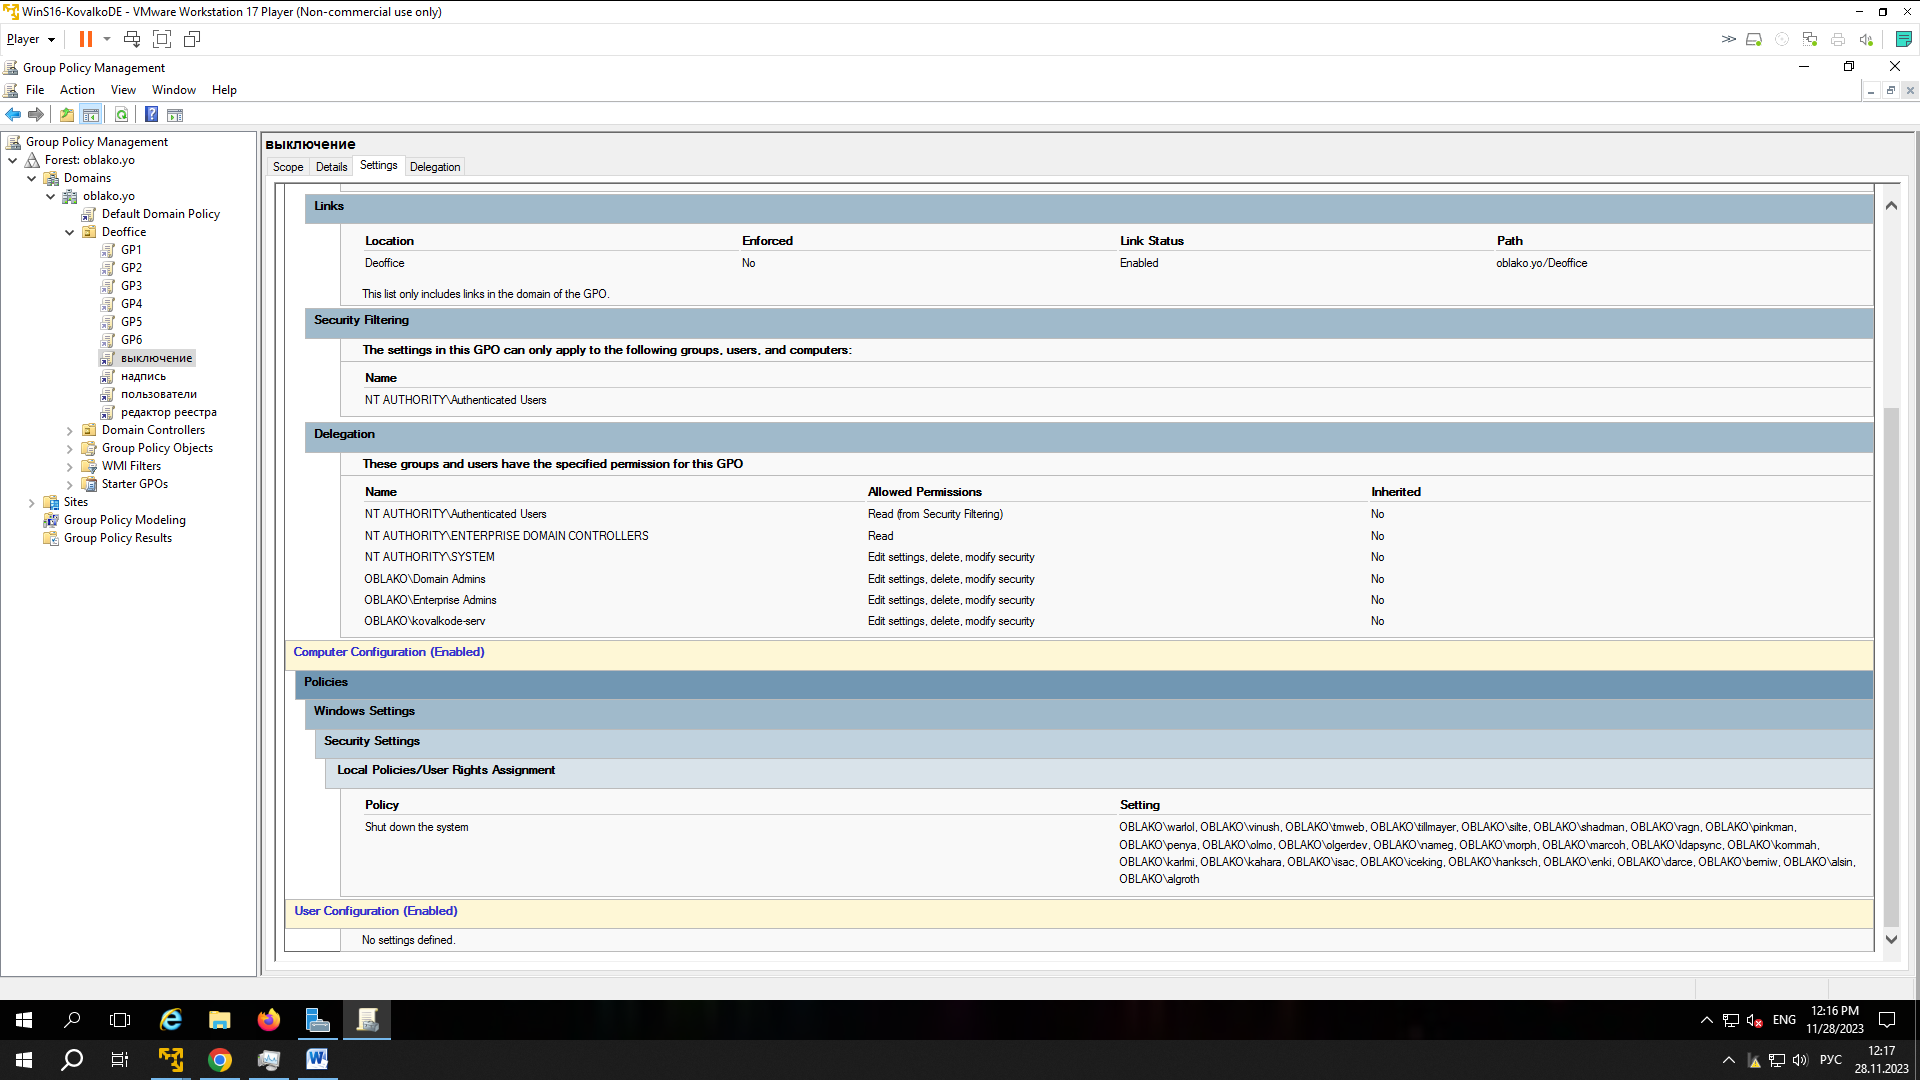 WinS16-KovalkoDE - VMware Workstation 17 Player (Non-commercial use only)
Player
Group Policy Management
File Action View Window Help
Group Policy Management
Forest: oblako.yo
Domains
oblako.yo
Default Domain Policy
Deoffice
GP1
GP2
GP3
GP4
GP5
GP6
выключение
надпись
пользователи
редактор реестра
Domain Controllers
Group Policy Objects
WMI Filters
Starter GPOs
Sites
Group Policy Modeling
Group Policy Results
выключение
Scope Details Settings Delegation
Links
Location Enforced Link Status Path
Deoffice No Enabled oblako.yo/Deoffice
This list only includes links in the domain of the GPO.
Security Filtering
The settings in this GPO can only apply to the following groups, users, and computers:
Name
NT AUTHORITY\Authenticated Users
Delegation
These groups and users have the specified permission for this GPO
Name Allowed Permissions Inherited
NT AUTHORITY\Authenticated Users Read (from Security Filtering) No
NT AUTHORITY\ENTERPRISE DOMAIN CONTROLLERS Read No
NT AUTHORITY\SYSTEM Edit settings, delete, modify security No
OBLAKO\Domain Admins Edit settings, delete, modify security No
OBLAKO\Enterprise Admins Edit settings, delete, modify security No
OBLAKO\kovalkode-serv Edit settings, delete, modify security No
Computer Configuration (Enabled)
Policies
Windows Settings
Security Settings
Local Policies/User Rights Assignment
Policy Setting
Shut down the system OBLAKO\warlol, OBLAKO\vinush, OBLAKO\tmweb, OBLAKO\tillmayer, OBLAKO\silte, OBLAKO\shadman, OBLAKO\ragn, OBLAKO\pinkman,
OBLAKO\penya, OBLAKO\olmo, OBLAKO\olgerdev, OBLAKO\nameg, OBLAKO\morph, OBLAKO\marcoh, OBLAKO\ldapsync, OBLAKO\kornmah,
OBLAKO\karlmi, OBLAKO\kahara, OBLAKO\isac, OBLAKO\iceking, OBLAKO\hanksch, OBLAKO\enki, OBLAKO\darce, OBLAKO\berniw, OBLAKO\alsin,
OBLAKO\algroth
User Configuration (Enabled)
No settings defined.
ENG 12:16 PM
11/28/2023
РУС 12:17
28.11.2023